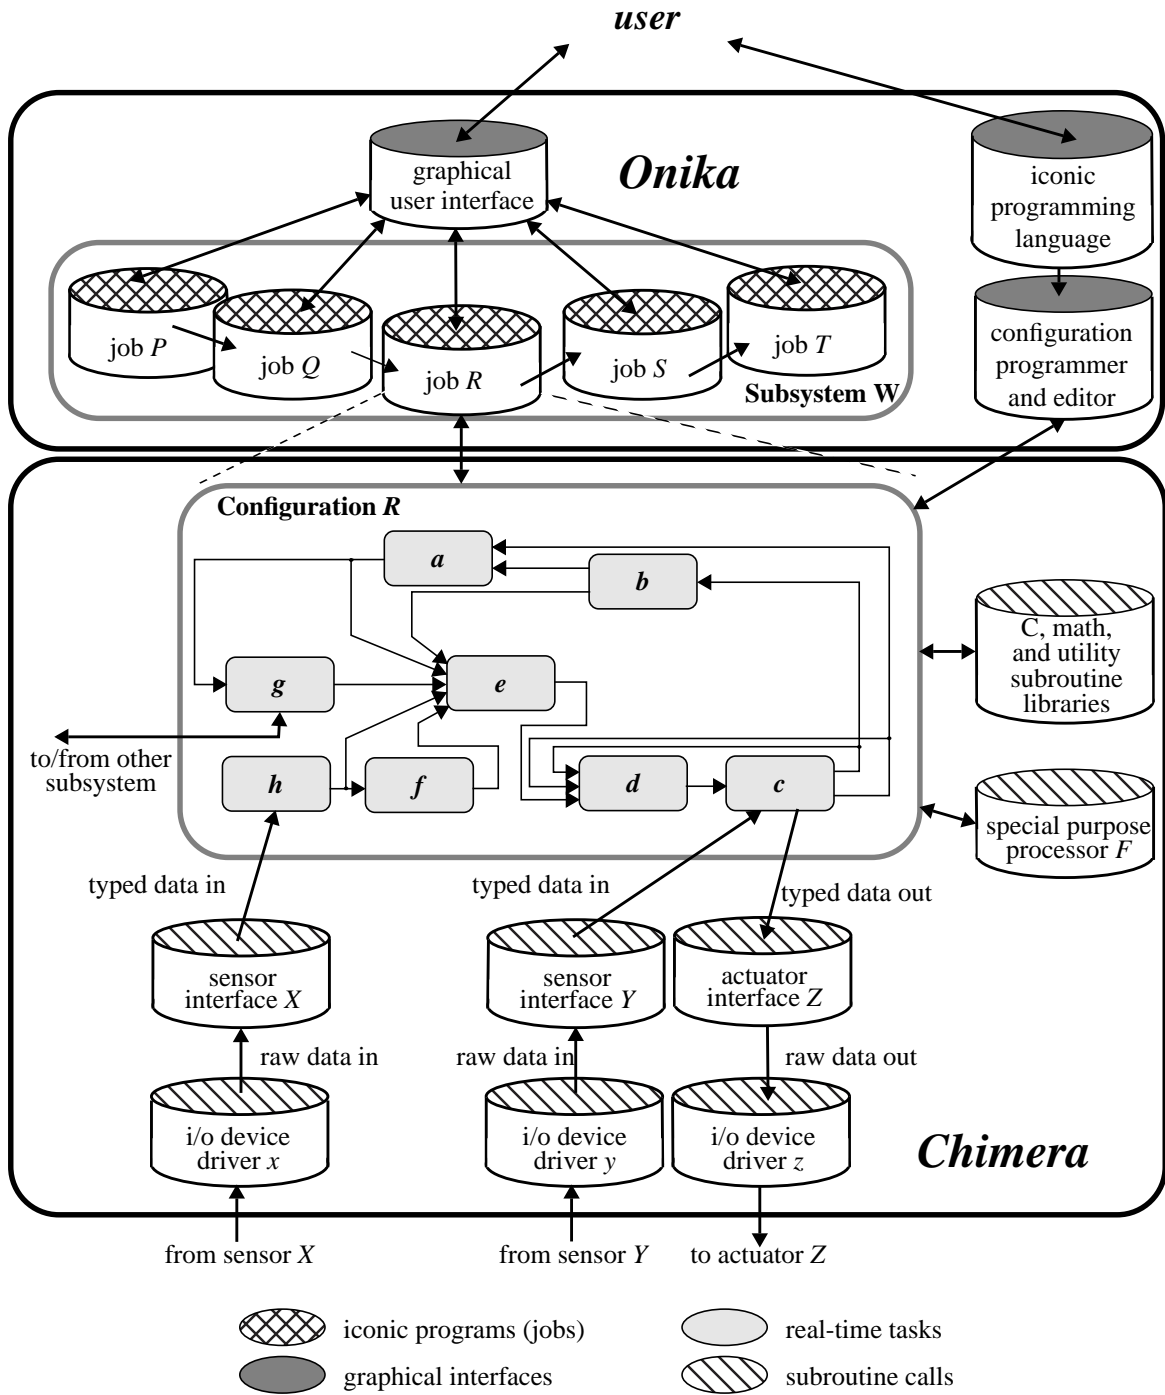 user
Onika
graphical
user interface
iconic
programming
language
job P
job Q
job R
job S
job T
Subsystem W
configuration
programmer
and editor
Configuration R
a
b
g
e
h
f
d
c
to/from other
subsystem
C, math,
and utility
subroutine
libraries
special purpose
processor F
typed data in
typed data in
typed data out
sensor
interface X
sensor
interface Y
actuator
interface Z
raw data in
raw data in
raw data out
i/o device
driver x
i/o device
driver y
i/o device
driver z
Chimera
from sensor X
from sensor Y
to actuator Z
iconic programs (jobs)
real-time tasks
graphical interfaces
subroutine calls